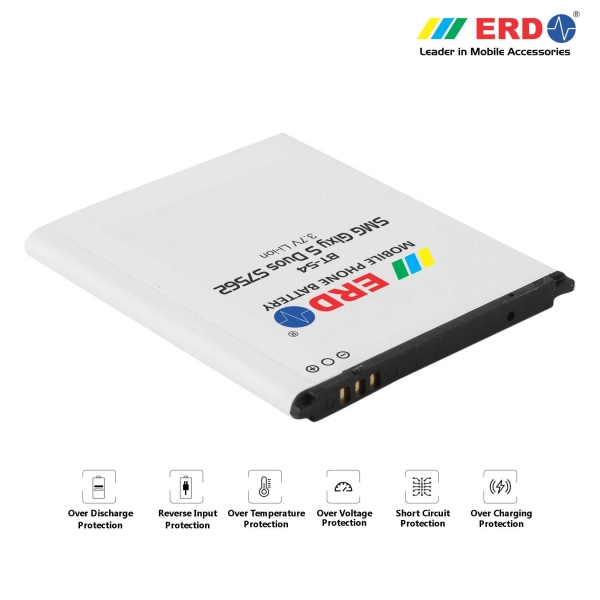 ERD®
Leader in Mobile Accessories
ERD®
MOBILE PHONE BATTERY
BT-54
SMG Glxy S Duos S7562
3.7V Li-ion
Over Discharge
Protection
Reverse Input
Protection
Over Temperature
Protection
Over Voltage
Protection
Short Circuit
Protection
Over Charging
Protection